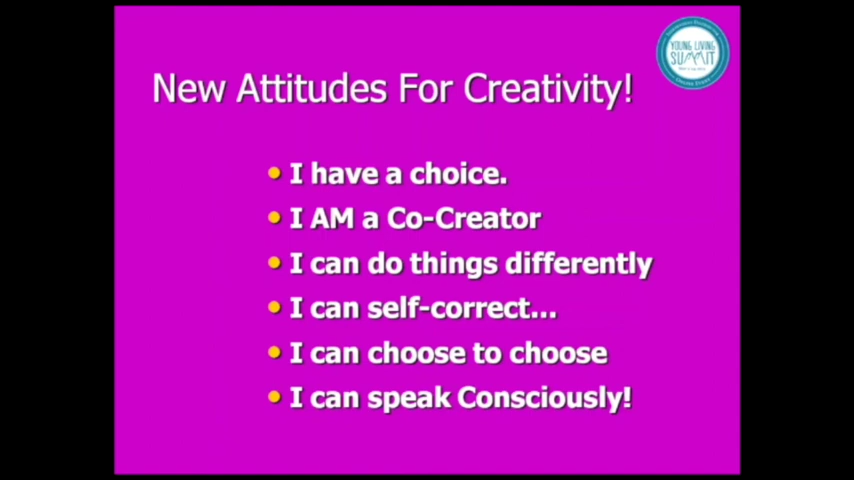 New Attitudes For Creativity!
YOUNG LIVING
SUMMIT
I have a choice.
I AM a Co-Creator
I can do things differently
I can self-correct...
I can choose to choose
I can speak Consciously!